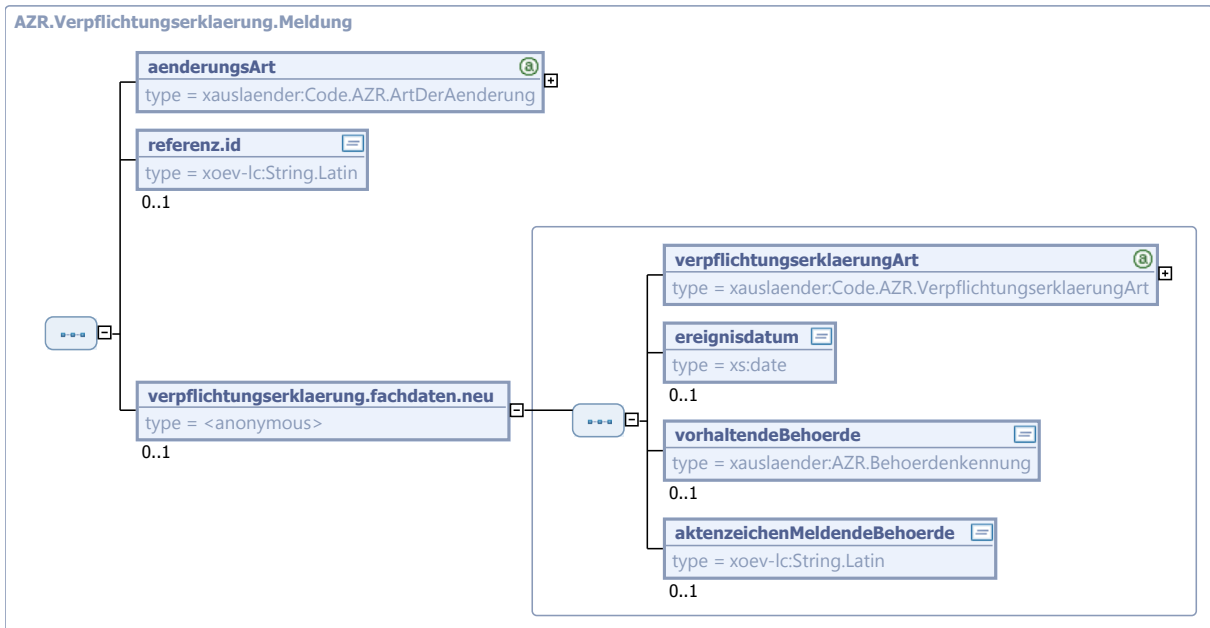 AZR.Verpflichtungserklaerung.Meldung
aenderungsArt
type = xauslaender:Code.AZR.ArtDerAenderung
referenz.id
type = xoev-lc:String.Latin
0..1
verpflichtungserklaerung.fachdaten.neu
type = <anonymous>
0..1
verpflichtungserklaerungArt
type = xauslaender:Code.AZR.VerpflichtungserklaerungArt
ereignisdatum
type = xs:date
0..1
vorhaltendeBehoerde
type = xauslaender:AZR.Behoerdenkennung
0..1
aktenzeichenMeldendeBehoerde
type = xoev-lc:String.Latin
0..1